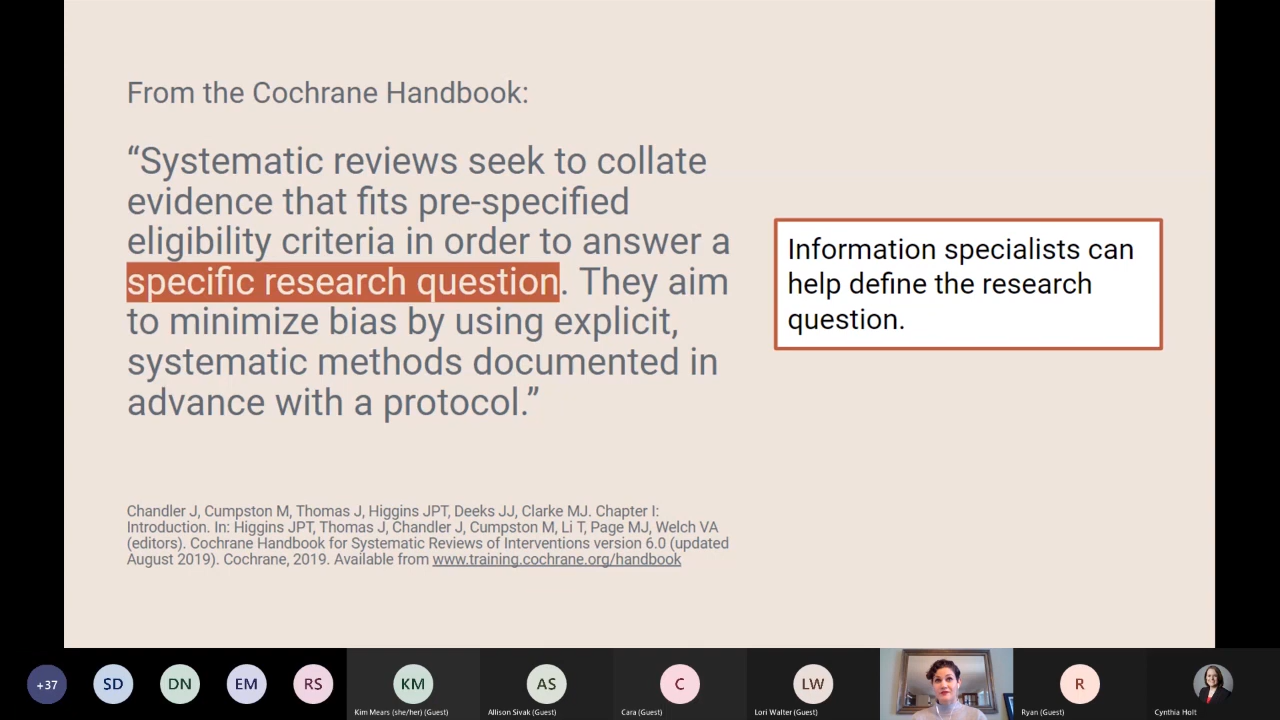 From the Cochrane Handbook:
“Systematic reviews seek to collate
evidence that fits pre-specified
eligibility criteria in order to answer a
specific research question. They aim
to minimize bias by using explicit,
systematic methods documented in
advance with a protocol.”
Information specialists can
help define the research
question.
Chandler J, Cumpston M, Thomas J, Higgins JPT, Deeks JJ, Clarke MJ. Chapter I:
Introduction. In: Higgins JPT, Thomas J, Chandler J, Cumpston M, Li T, Page MJ, Welch VA
(editors). Cochrane Handbook for Systematic Reviews of Interventions version 6.0 (updated
August 2019). Cochrane, 2019. Available from www.training.cochrane.org/handbook
+37
SD
DN
EM
RS
KM
AS
C
LW
R
Kim Mears (she/her) (Guest)
Allison Sivak (Guest)
Cara (Guest)
Lori Walter (Guest)
Ryan (Guest)
Cynthia Holt